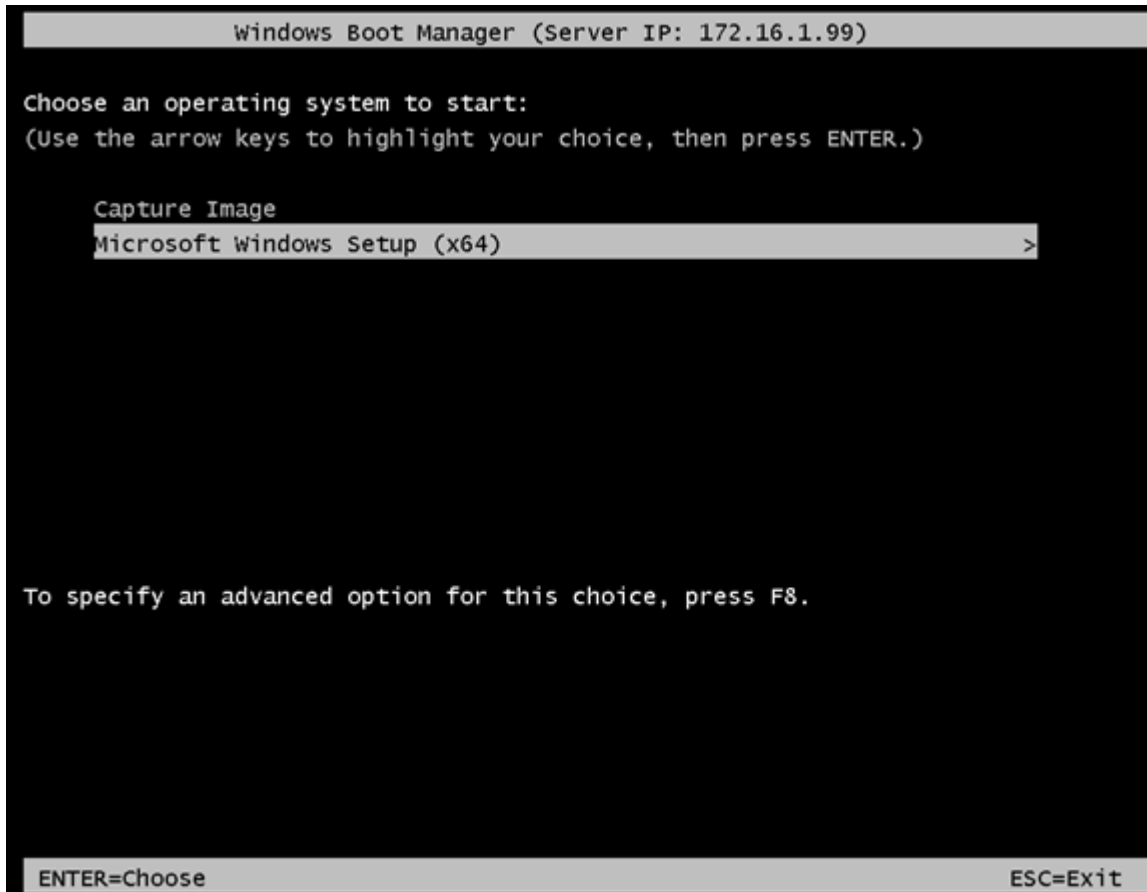 Windows Boot Manager (Server IP: 172.16.1.99)
Choose an operating system to start:
(Use the arrow keys to highlight your choice, then press ENTER.)
Capture Image
Microsoft Windows Setup (x64) >
To specify an advanced option for this choice, press F8.
ENTER=Choose ESC=Exit